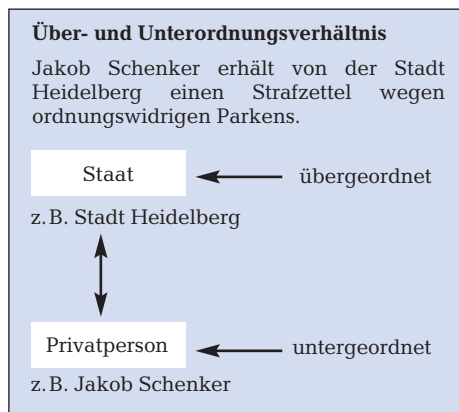 Über- und Unterordnungsverhältnis
Jakob Schenker erhält von der Stadt
Heidelberg einen Strafzettel wegen
ordnungswidrigen Parkens.
Staat
übergeordnet
z. B. Stadt Heidelberg
Privatperson
untergeordnet
z. B. Jakob Schenker